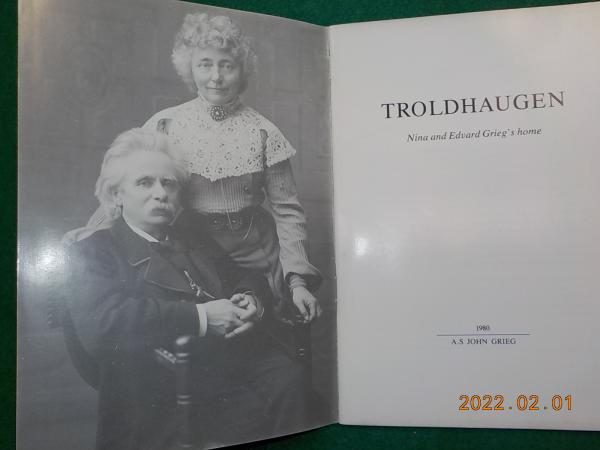 TROLDHAUGEN
Nina and Edvard Grieg's home
1980
A.S JOHN GRIEG
2022.02.01